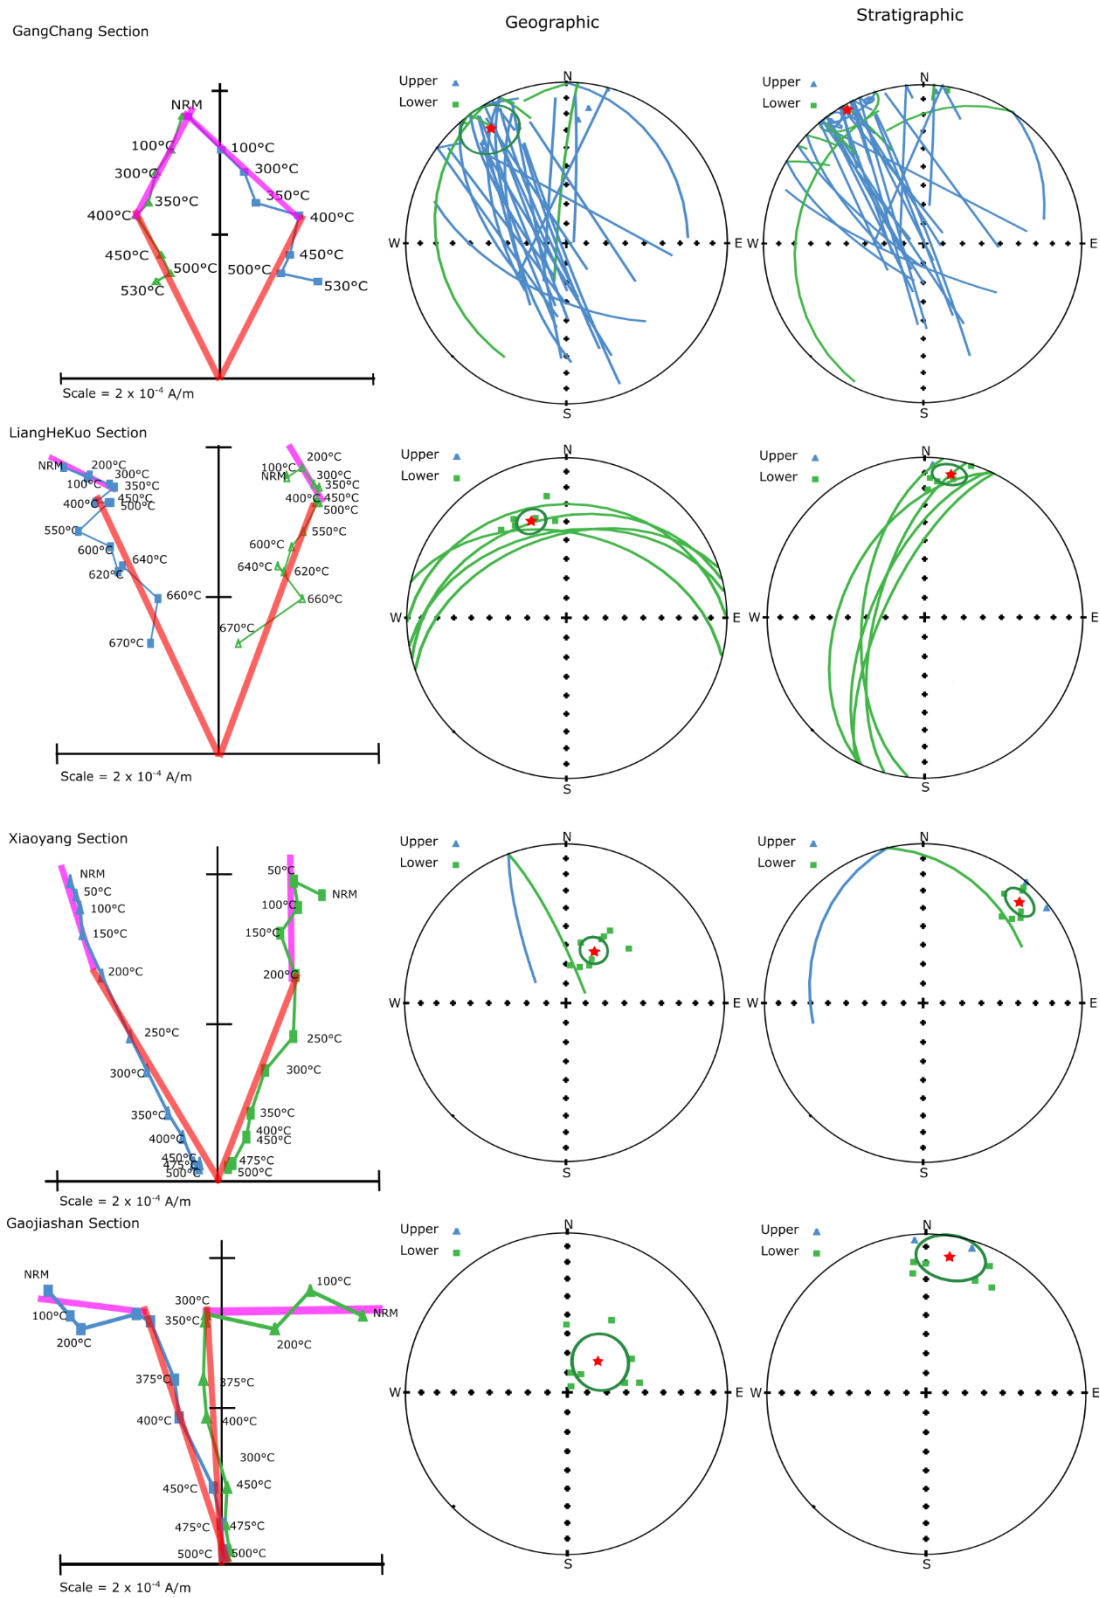 Geographic
Stratigraphic
GangChang Section
NRM
100°C
300°C
350°C
400°C
450°C
500°C
530°C
100°C
300°C
350°C
400°C
450°C
500°C
530°C
Scale = 2 x 10⁻⁴ A/m
Upper
Lower
N
W
E
S
Upper
Lower
N
W
E
S
LiangHeKuo Section
NRM
200°C
300°C
100°C
350°C
450°C
400°C
500°C
550°C
600°C
640°C
620°C
660°C
670°C
200°C
100°C
NRM
300°C
350°C
400°C
450°C
500°C
550°C
600°C
640°C
620°C
660°C
670°C
Scale = 2 x 10⁻⁴ A/m
Upper
Lower
N
W
E
S
Upper
Lower
N
W
E
S
Xiaoyang Section
NRM
50°C
100°C
150°C
200°C
250°C
300°C
350°C
400°C
450°C
475°C
500°C
50°C
NRM
100°C
150°C
200°C
250°C
300°C
350°C
400°C
450°C
475°C
500°C
Scale = 2 x 10⁻⁴ A/m
Upper
Lower
N
W
E
S
Upper
Lower
N
W
E
S
Gaojiashan Section
NRM
100°C
200°C
300°C
350°C
375°C
400°C
450°C
475°C
500°C
100°C
NRM
200°C
375°C
400°C
300°C
450°C
475°C
500°C
Scale = 2 x 10⁻⁴ A/m
Upper
Lower
N
W
E
S
Upper
Lower
N
W
E
S